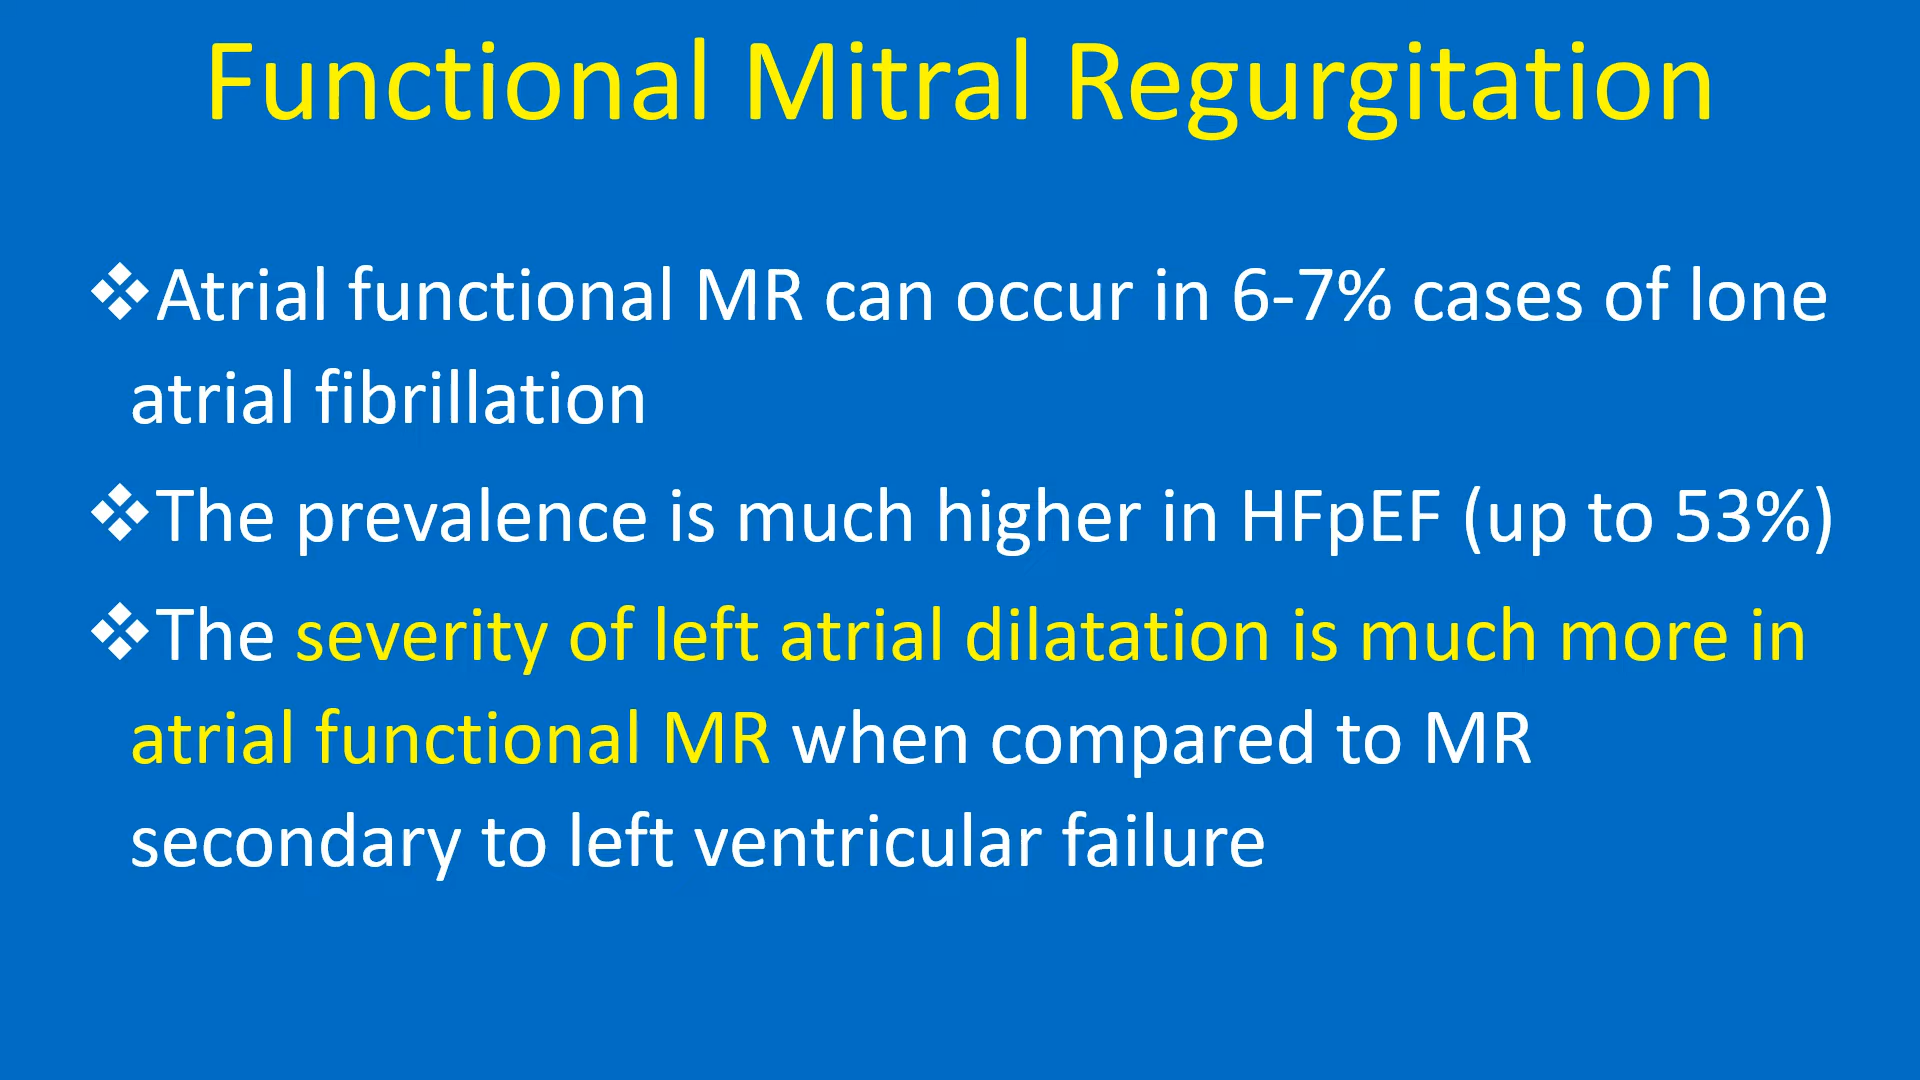 Functional Mitral Regurgitation
❖Atrial functional MR can occur in 6-7% cases of lone
atrial fibrillation
❖The prevalence is much higher in HFpEF (up to 53%)
❖The severity of left atrial dilatation is much more in
atrial functional MR when compared to MR
secondary to left ventricular failure